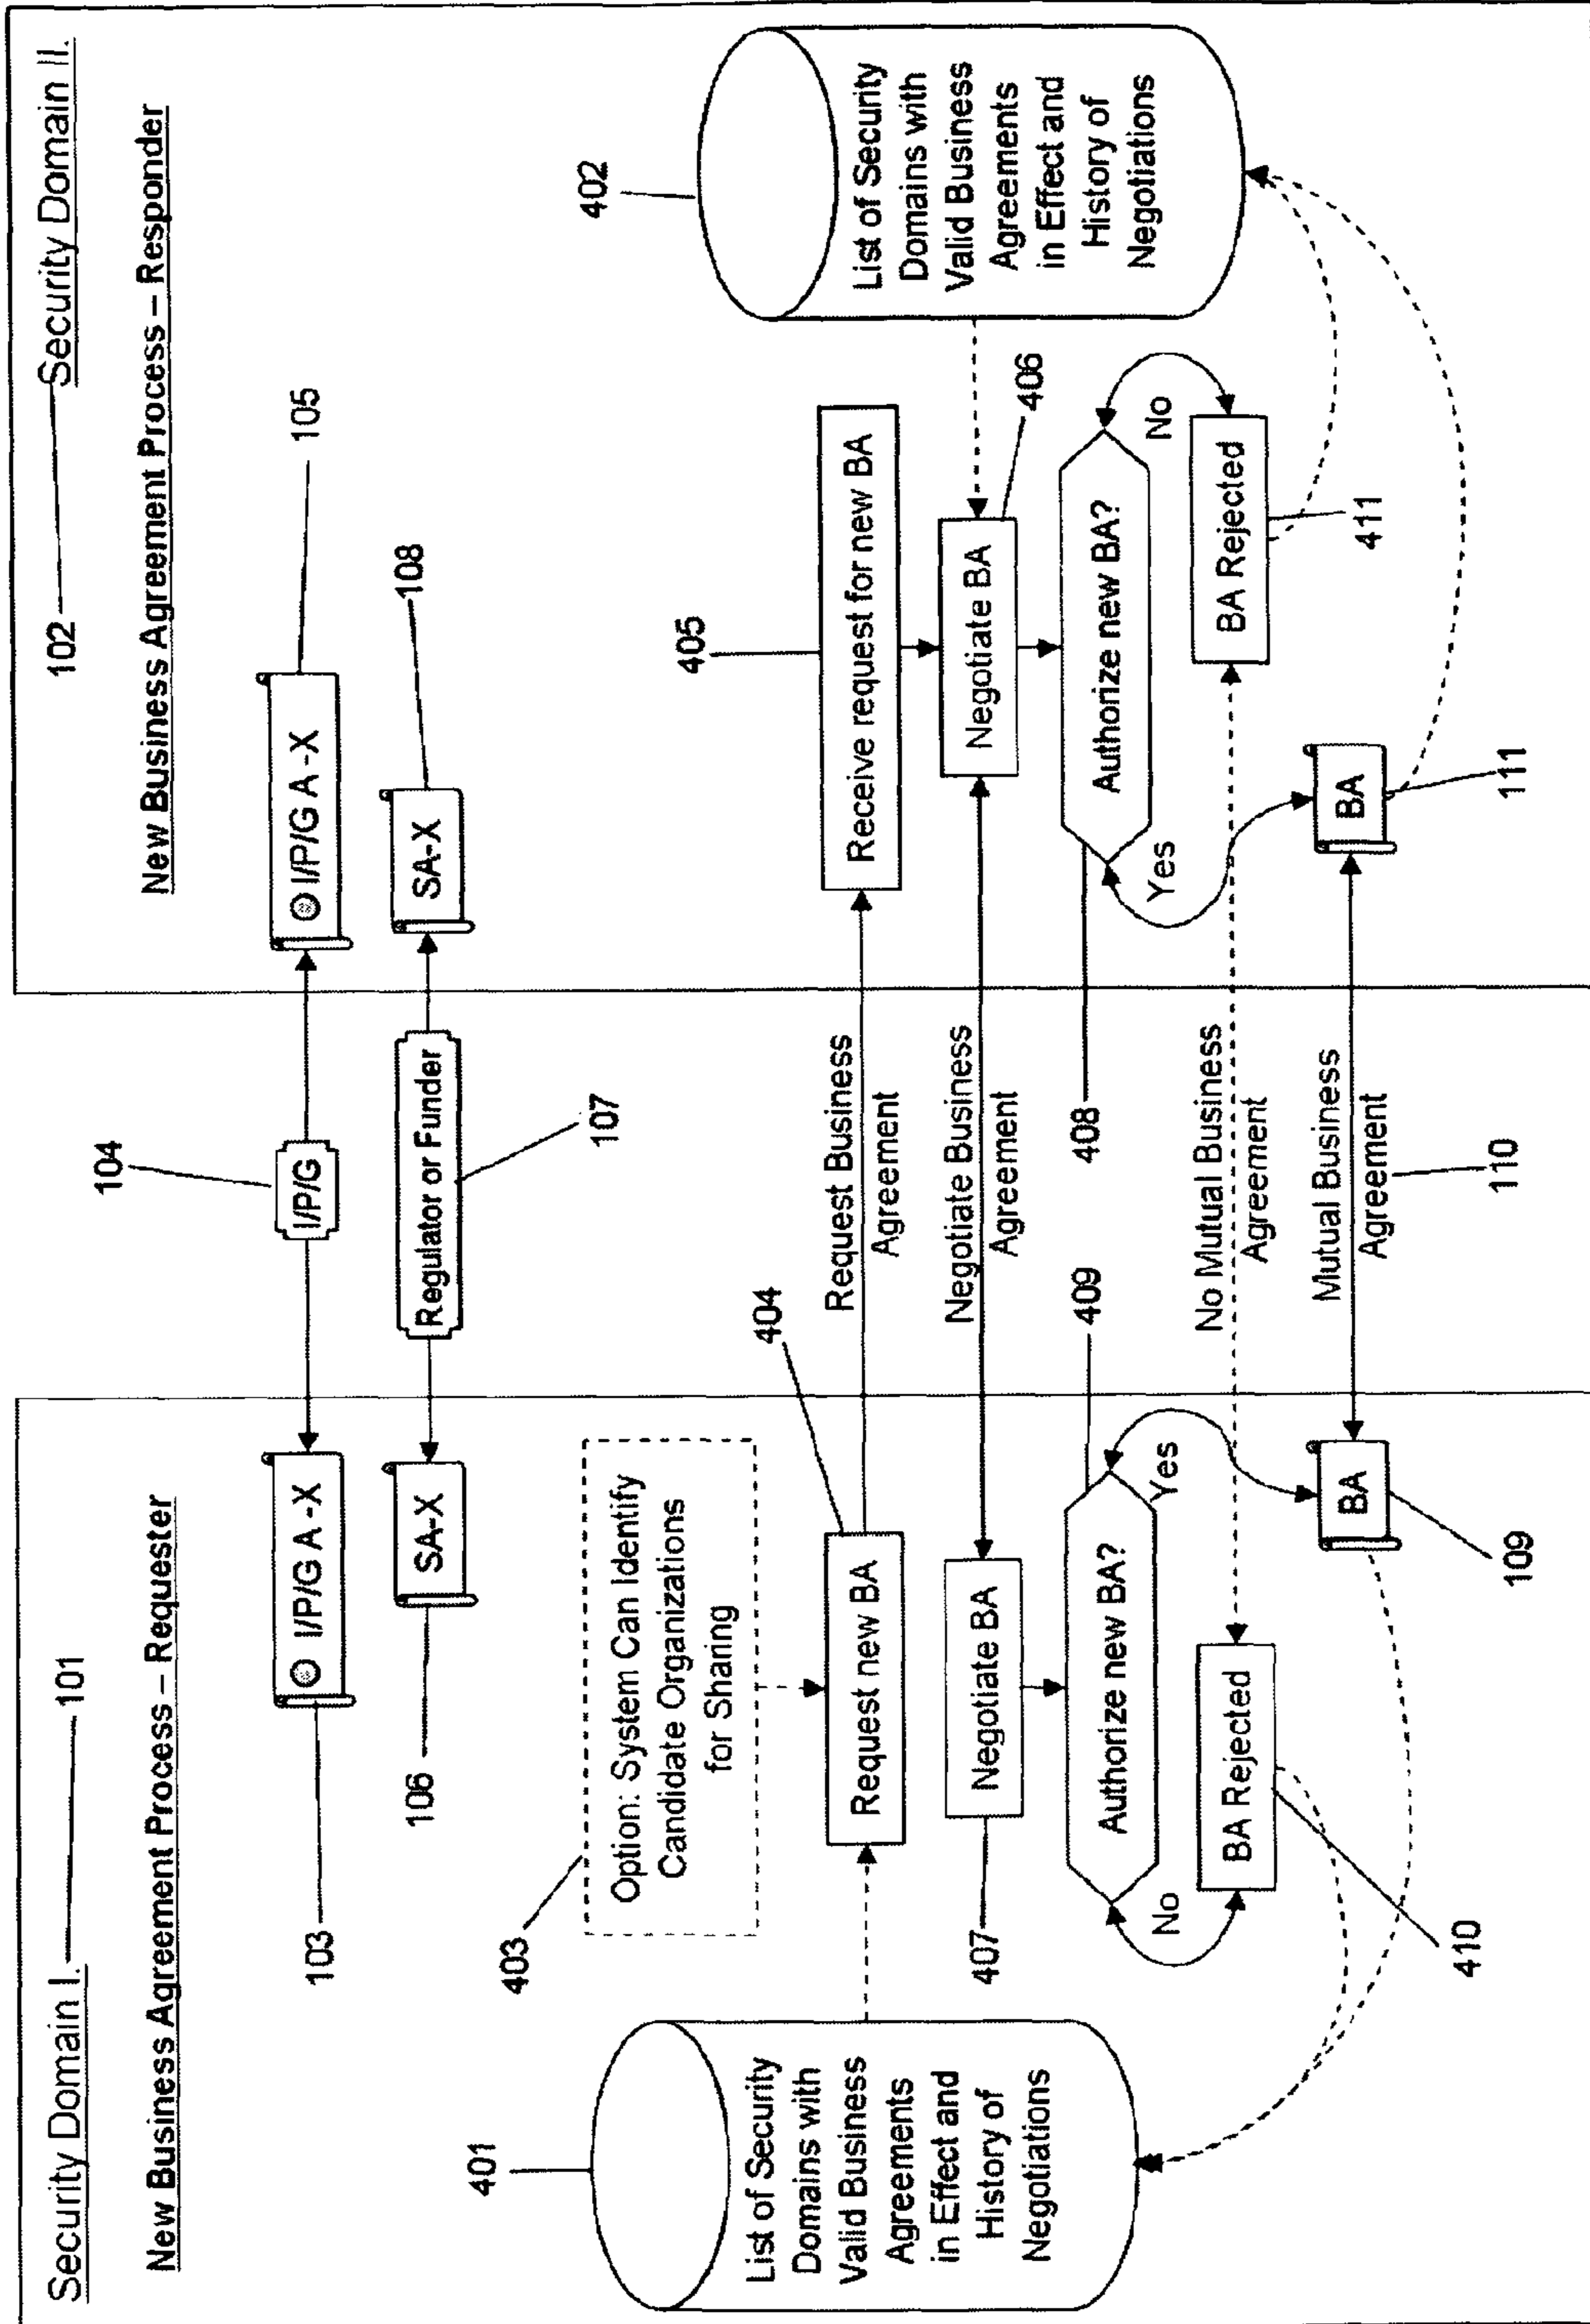 Security Domain I.
101
New Business Agreement Process – Requester
103
I/P/G A -X
106
SA-X
104
I/P/G
Regulator or Funder
107
102
Security Domain II.
New Business Agreement Process – Responder
I/P/G A -X
105
SA-X
108
401
List of Security
Domains with
Valid Business
Agreements
in Effect and
History of
Negotiations
403
Option: System Can Identify
Candidate Organizations
for Sharing
404
Request new BA
407
Negotiate BA
409
Authorize new BA?
No
Yes
BA Rejected
410
BA
109
Request Business
Agreement
Negotiate Business
Agreement
408
No Mutual Business
Agreement
Mutual Business
Agreement
110
405
Receive request for new BA
Negotiate BA
406
Authorize new BA?
Yes
No
BA Rejected
411
BA
111
402
List of Security
Domains with
Valid Business
Agreements
in Effect and
History of
Negotiations